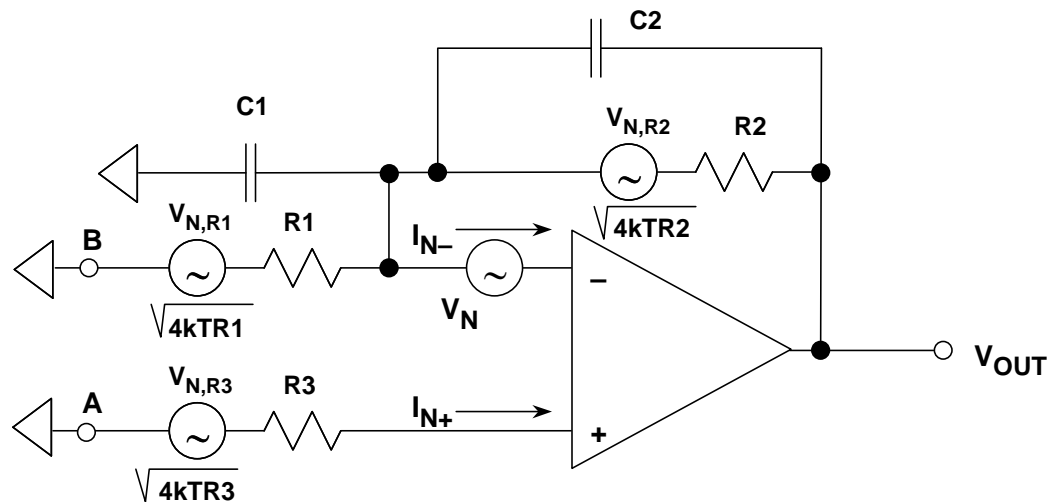 C2
C1
V_N,R2
R2
√4kTR2
V_N,R1
R1
B
I_N–
√4kTR1
V_N
–
V_OUT
V_N,R3
R3
A
I_N+
+
√4kTR3